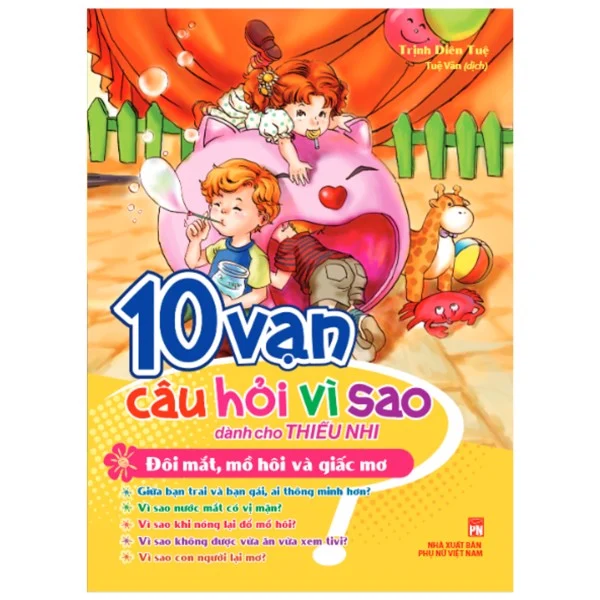 Trịnh Diên Tuệ
Tuệ Văn (dịch)
10 vạn
câu hỏi vì sao
dành cho THIẾU NHI
Đôi mắt, mồ hôi và giấc mơ
Giữa bạn trai và bạn gái, ai thông minh hơn?
Vì sao nước mắt có vị mặn?
Vì sao khi nóng lại đổ mồ hôi?
Vì sao không được vừa ăn vừa xem tivi?
Vì sao con người lại mơ?
PN
NHÀ XUẤT BẢN
PHỤ NỮ VIỆT NAM